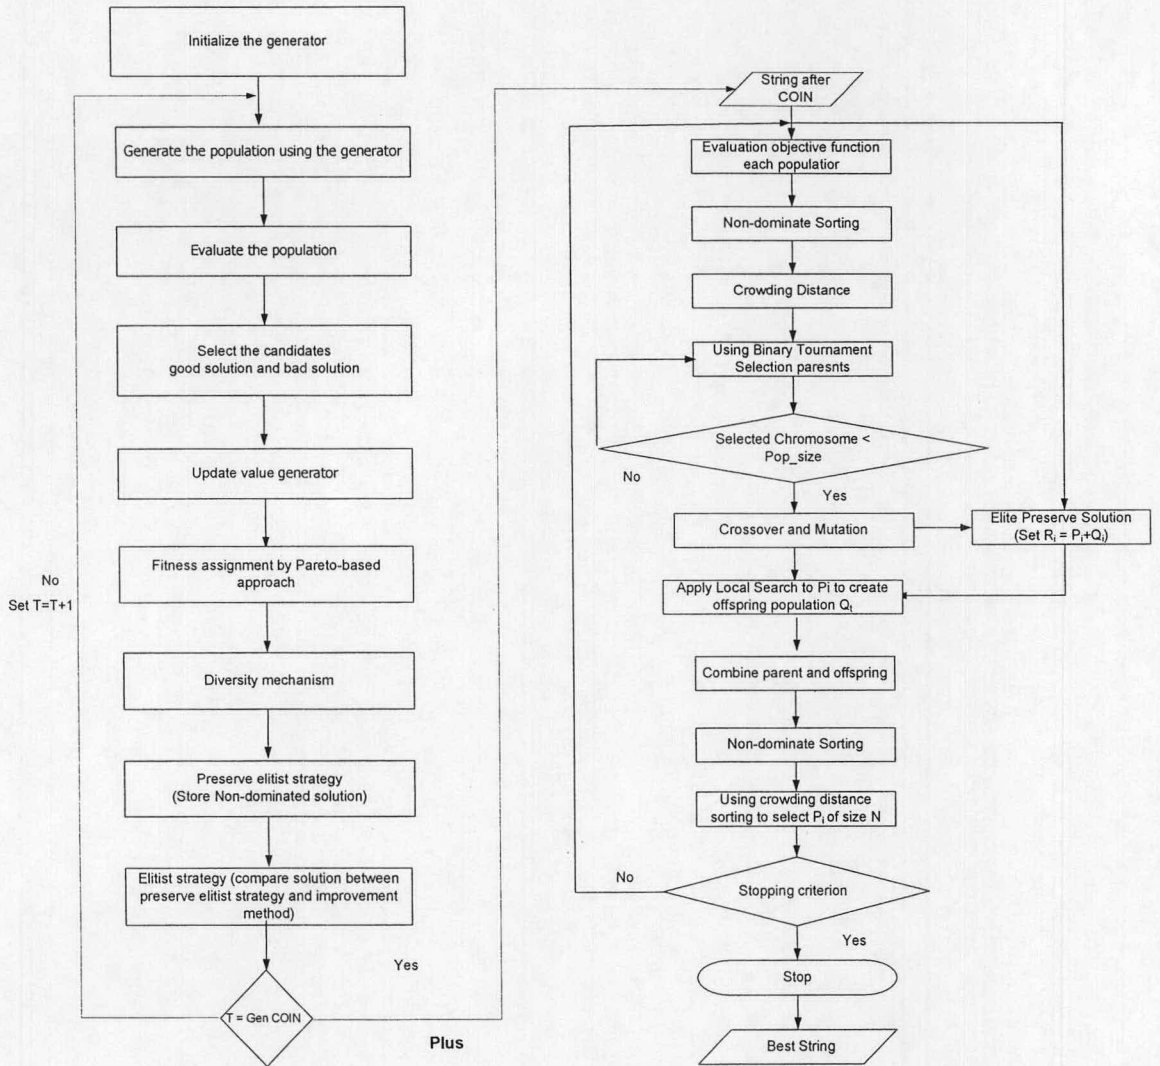 Initialize the generator
Generate the population using the generator
Evaluate the population
Select the candidates
good solution and bad solution
Update value generator
Fitness assignment by Pareto-based
approach
No
Set T=T+1
Diversity mechanism
Preserve elitist strategy
(Store Non-dominated solution)
Elitist strategy (compare solution between
preserve elitist strategy and improvement
method)
Yes
T = Gen COIN
Plus
String after
COIN
Evaluation objective function
each populatior
Non-dominate Sorting
Crowding Distance
Using Binary Tournament
Selection paresnts
Selected Chromosome <
Pop_size
No
Yes
Crossover and Mutation
Elite Preserve Solution
(Set Ri = Pi+Qi)
Apply Local Search to Pi to create
offspring population Qt
Combine parent and offspring
Non-dominate Sorting
Using crowding distance
sorting to select Pi of size N
No
Stopping criterion
Yes
Stop
Best String